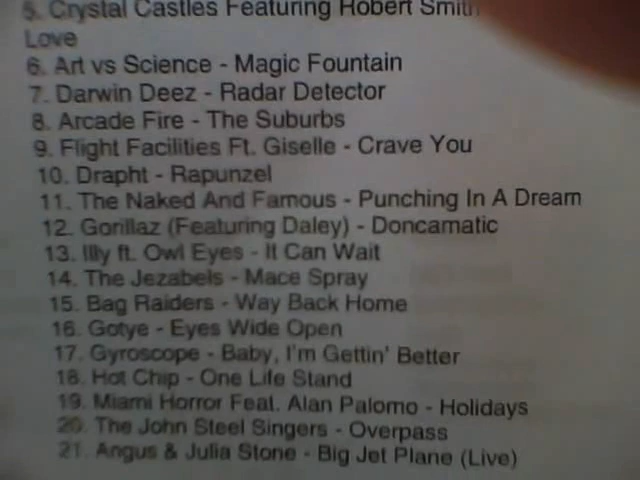 5. Crystal Castles Featuring Robert Smith
Love
6. Art vs Science - Magic Fountain
7. Darwin Deez - Radar Detector
8. Arcade Fire - The Suburbs
9. Flight Facilities Ft. Giselle - Crave You
10. Drapht - Rapunzel
11. The Naked And Famous - Punching In A Dream
12. Gorillaz (Featuring Daley) - Doncamatic
13. Illy ft. Owl Eyes - It Can Wait
14. The Jezabels - Mace Spray
15. Bag Raiders - Way Back Home
16. Gotye - Eyes Wide Open
17. Gyroscope - Baby, I'm Gettin' Better
18. Hot Chip - One Life Stand
19. Miami Horror Feat. Alan Palomo - Holidays
20. The John Steel Singers - Overpass
21. Angus & Julia Stone - Big Jet Plane (Live)